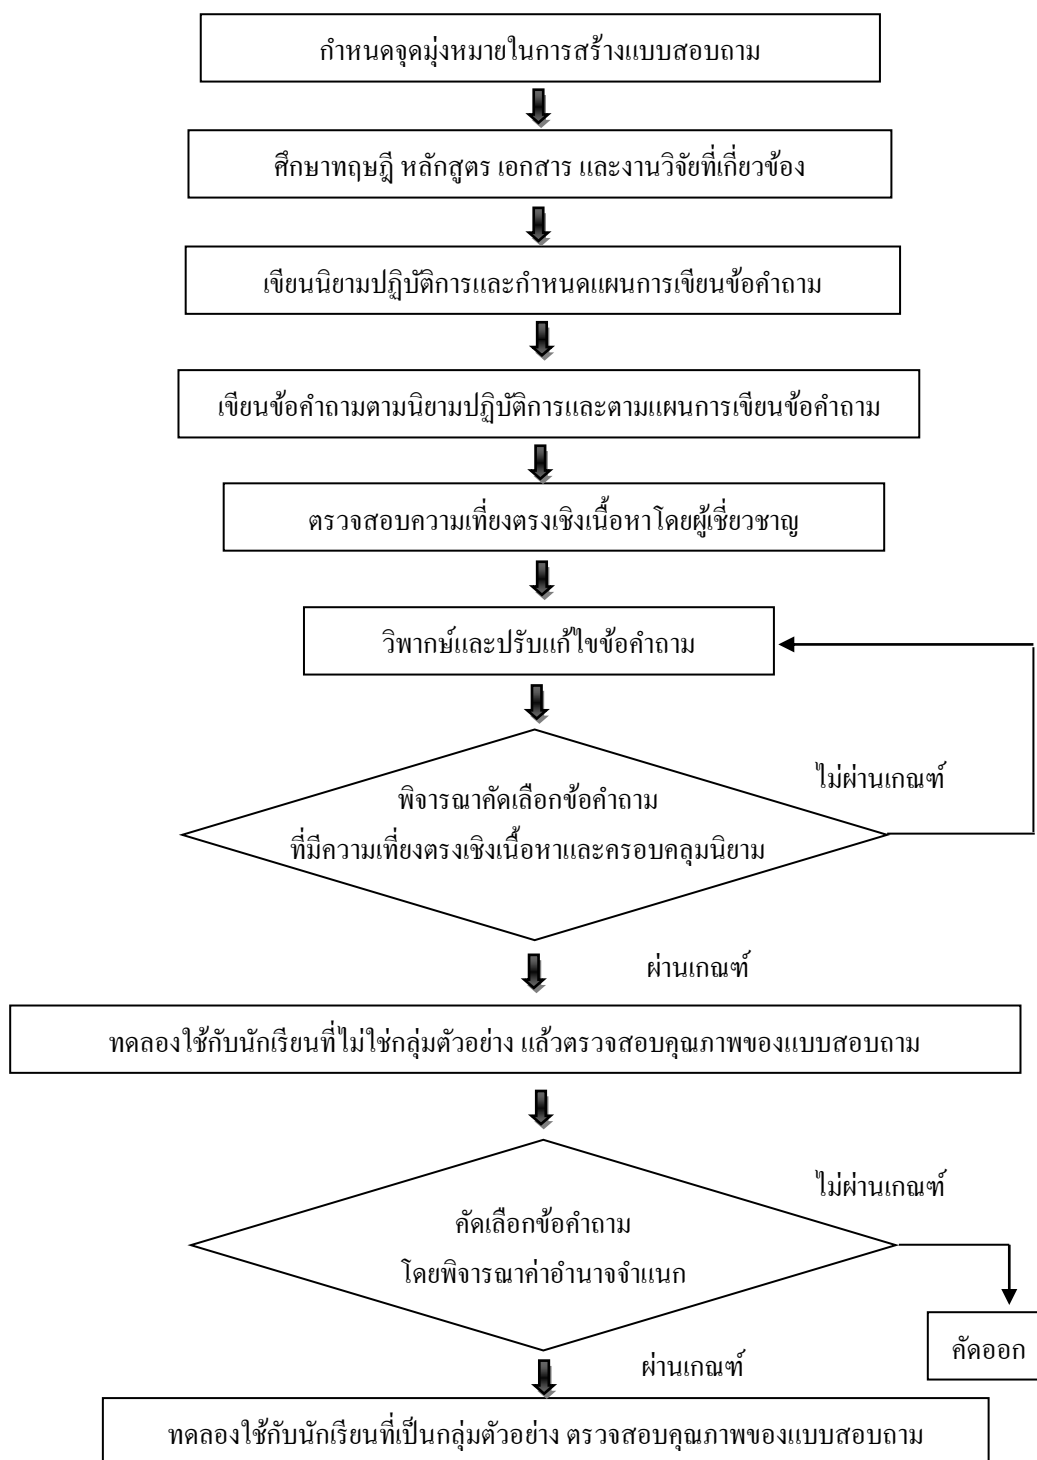 กำหนดจุดมุ่งหมายในการสร้างแบบสอบถาม
ศึกษาทฤษฎี หลักสูตร เอกสาร และงานวิจัยที่เกี่ยวข้อง
เขียนนิยามปฏิบัติการและกำหนดแผนการเขียนข้อคำถาม
เขียนข้อคำถามตามนิยามปฏิบัติการและตามแผนการเขียนข้อคำถาม
ตรวจสอบความเที่ยงตรงเชิงเนื้อหาโดยผู้เชี่ยวชาญ
วิพากษ์และปรับแก้ไขข้อคำถาม
ไม่ผ่านเกณฑ์
พิจารณาคัดเลือกข้อคำถาม
ที่มีความเที่ยงตรงเชิงเนื้อหาและครอบคลุมนิยาม
ผ่านเกณฑ์
ทดลองใช้กับนักเรียนที่ไม่ใช่กลุ่มตัวอย่าง แล้วตรวจสอบคุณภาพของแบบสอบถาม
ไม่ผ่านเกณฑ์
คัดเลือกข้อคำถาม
โดยพิจารณาค่าอำนาจจำแนก
คัดออก
ผ่านเกณฑ์
ทดลองใช้กับนักเรียนที่เป็นกลุ่มตัวอย่าง ตรวจสอบคุณภาพของแบบสอบถาม